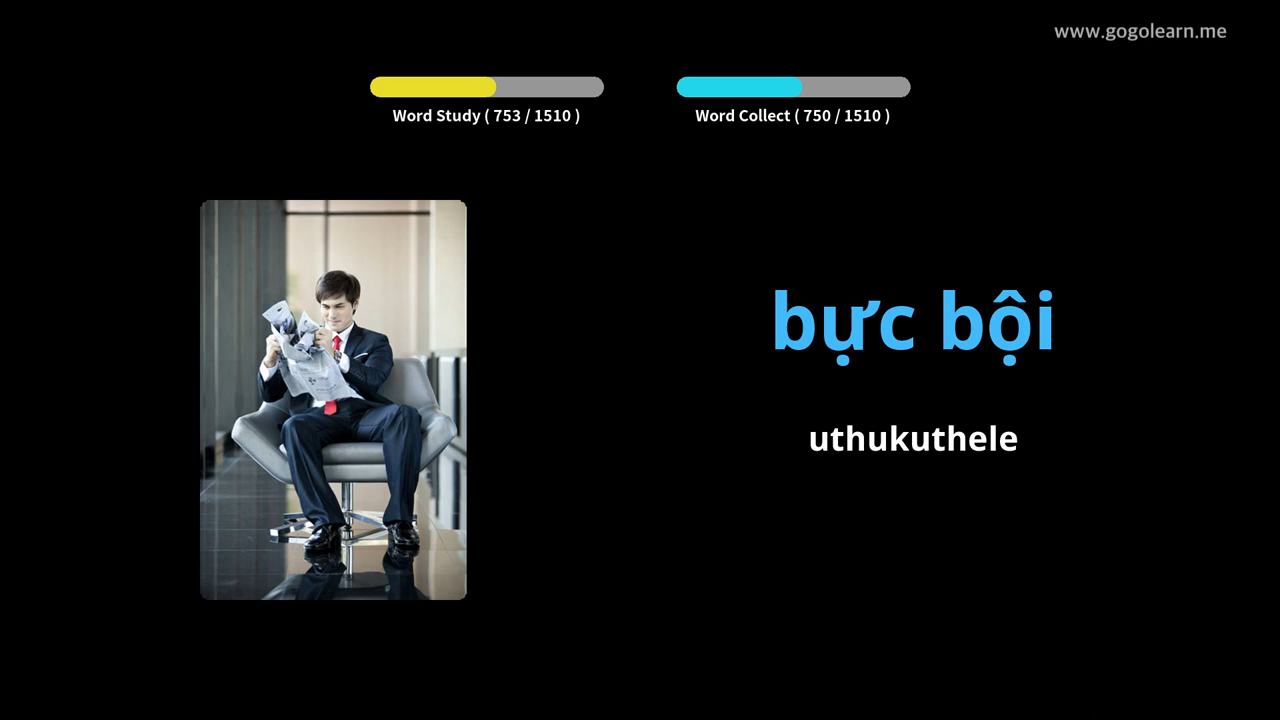 www.gogolearn.me
Word Study ( 753 / 1510 )
Word Collect ( 750 / 1510 )
bực bội
uthukuthele